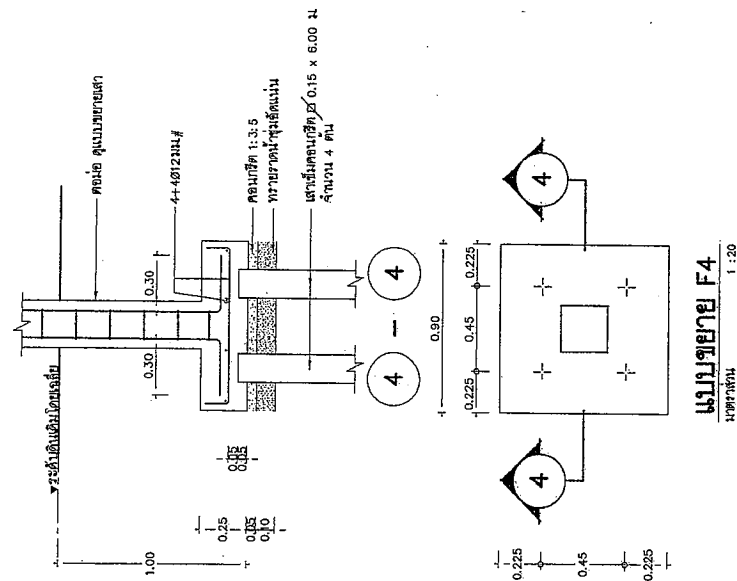 ▼ระดับดินเดิมโดยเฉลี่ย
ตอม่อ ดูแบบขยายเสา
4+4Ø12มม.#
0.30
0.30
คอนกรีต 1:3:5
ทรายราดน้ำชุ่มอัดแน่น
เสาเข็มคอนกรีต 0.15 x 6.00 ม
จำนวน 4 ต้น
0.05
0.05
1.00
0.25
0.05
0.10
4 — 4
0.90
0.225
0.45
0.225
4
4
0.225
0.45
0.225
แบบขยาย F4
มาตราส่วน 1 : 20